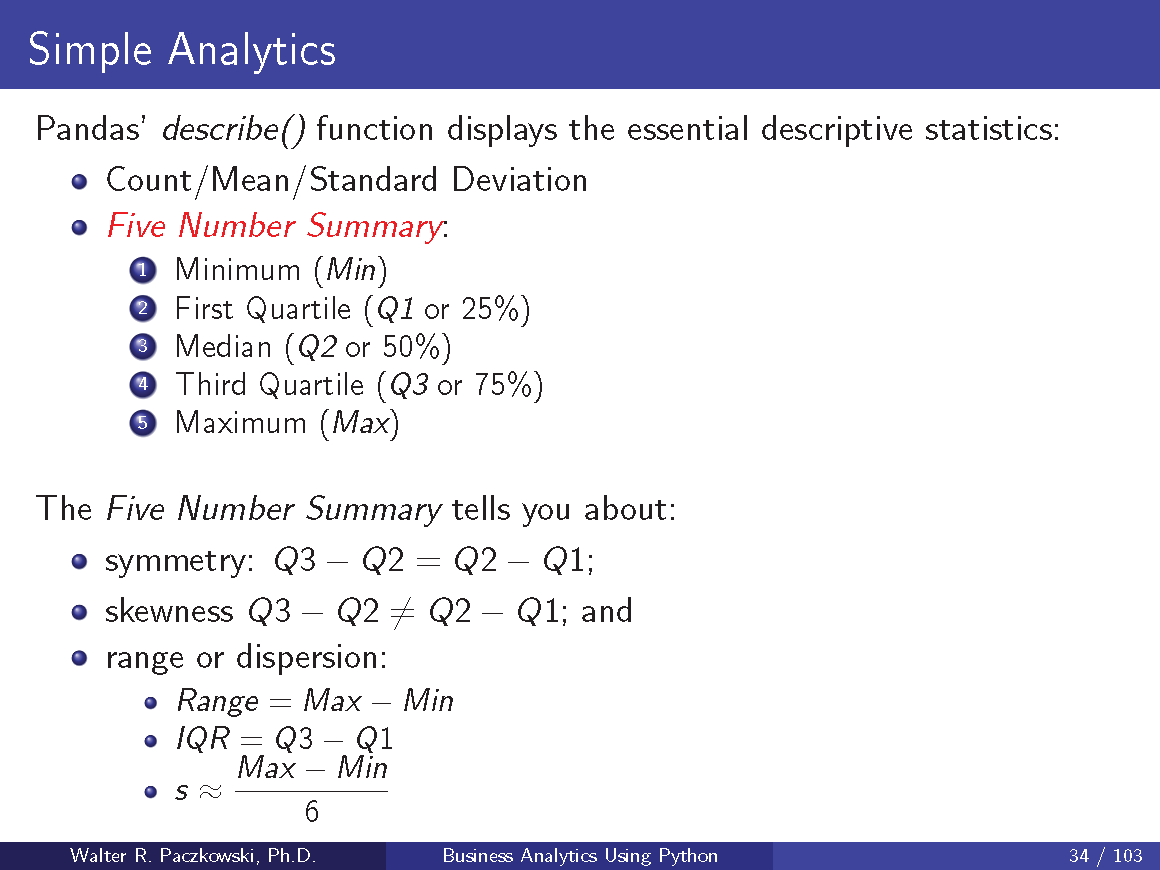 Simple Analytics
Pandas' describe() function displays the essential descriptive statistics:
Count/Mean/Standard Deviation
Five Number Summary:
1 Minimum (Min)
2 First Quartile (Q1 or 25%)
3 Median (Q2 or 50%)
4 Third Quartile (Q3 or 75%)
5 Maximum (Max)
The Five Number Summary tells you about:
symmetry: Q3 − Q2 = Q2 − Q1;
skewness Q3 − Q2 ≠ Q2 − Q1; and
range or dispersion:
Range = Max − Min
IQR = Q3 − Q1
s ≈ Max − Min
6
Walter R. Paczkowski, Ph.D. Business Analytics Using Python 34 / 103